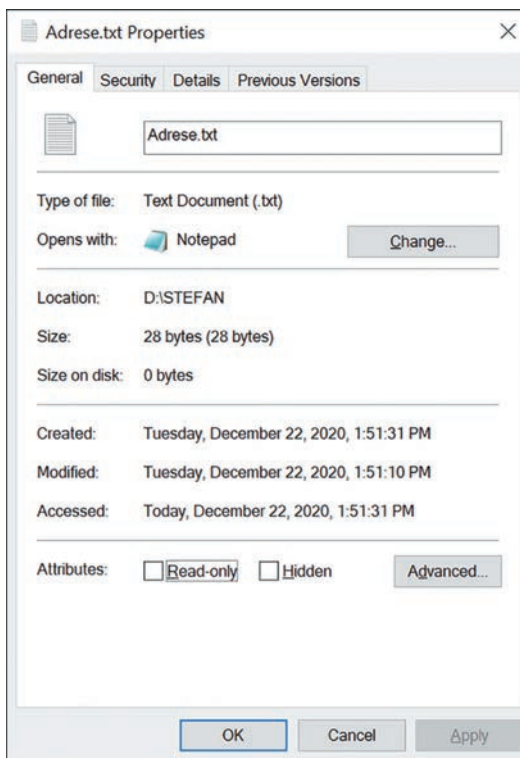 Adrese.txt Properties
General Security Details Previous Versions
Adrese.txt
Type of file: Text Document (.txt)
Opens with: Notepad Change...
Location: D:\STEFAN
Size: 28 bytes (28 bytes)
Size on disk: 0 bytes
Created: Tuesday, December 22, 2020, 1:51:31 PM
Modified: Tuesday, December 22, 2020, 1:51:10 PM
Accessed: Today, December 22, 2020, 1:51:31 PM
Attributes: Read-only Hidden Advanced...
OK Cancel Apply